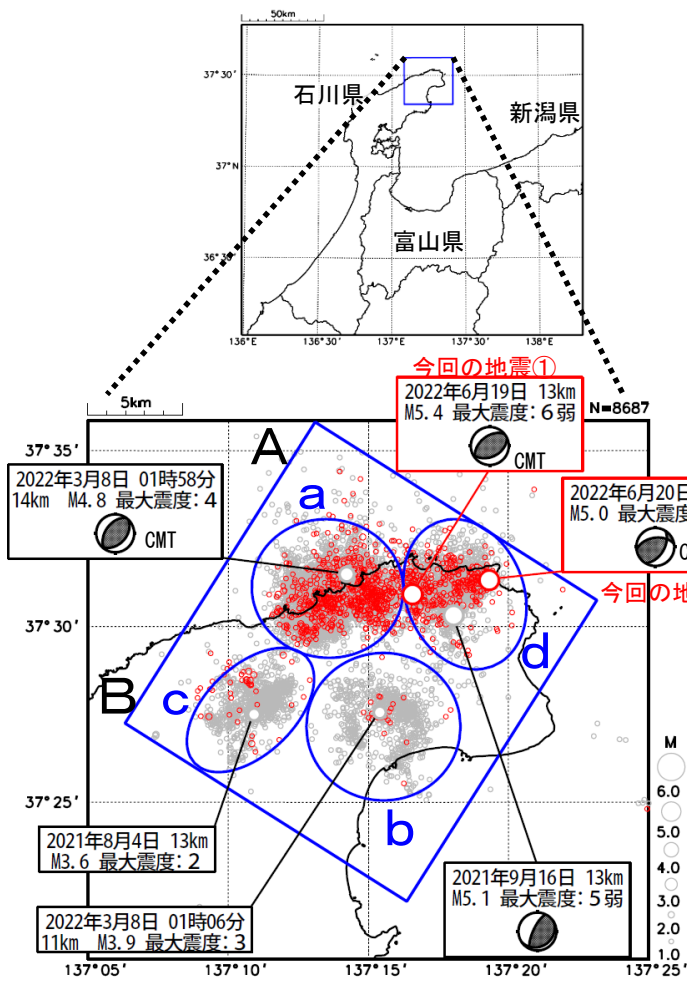 50km
37°30'
37°N
36°30'
136°E
136°30'
137°E
137°30'
138°E
石川県
新潟県
富山県
今回の地震①
5km
N=8687
2022年6月19日 13km
M5.4 最大震度:6弱
CMT
2022年3月8日 01時58分
14km M4.8 最大震度:4
CMT
2022年6月20日
M5.0 最大震度
C
今回の地
A
a
d
B
c
b
37°35'
37°30'
37°25'
M
6.0
5.0
4.0
3.0
2.0
1.0
2021年8月4日 13km
M3.6 最大震度:2
2022年3月8日 01時06分
11km M3.9 最大震度:3
2021年9月16日 13km
M5.1 最大震度:5弱
137°05'
137°10'
137°15'
137°20'
137°25'